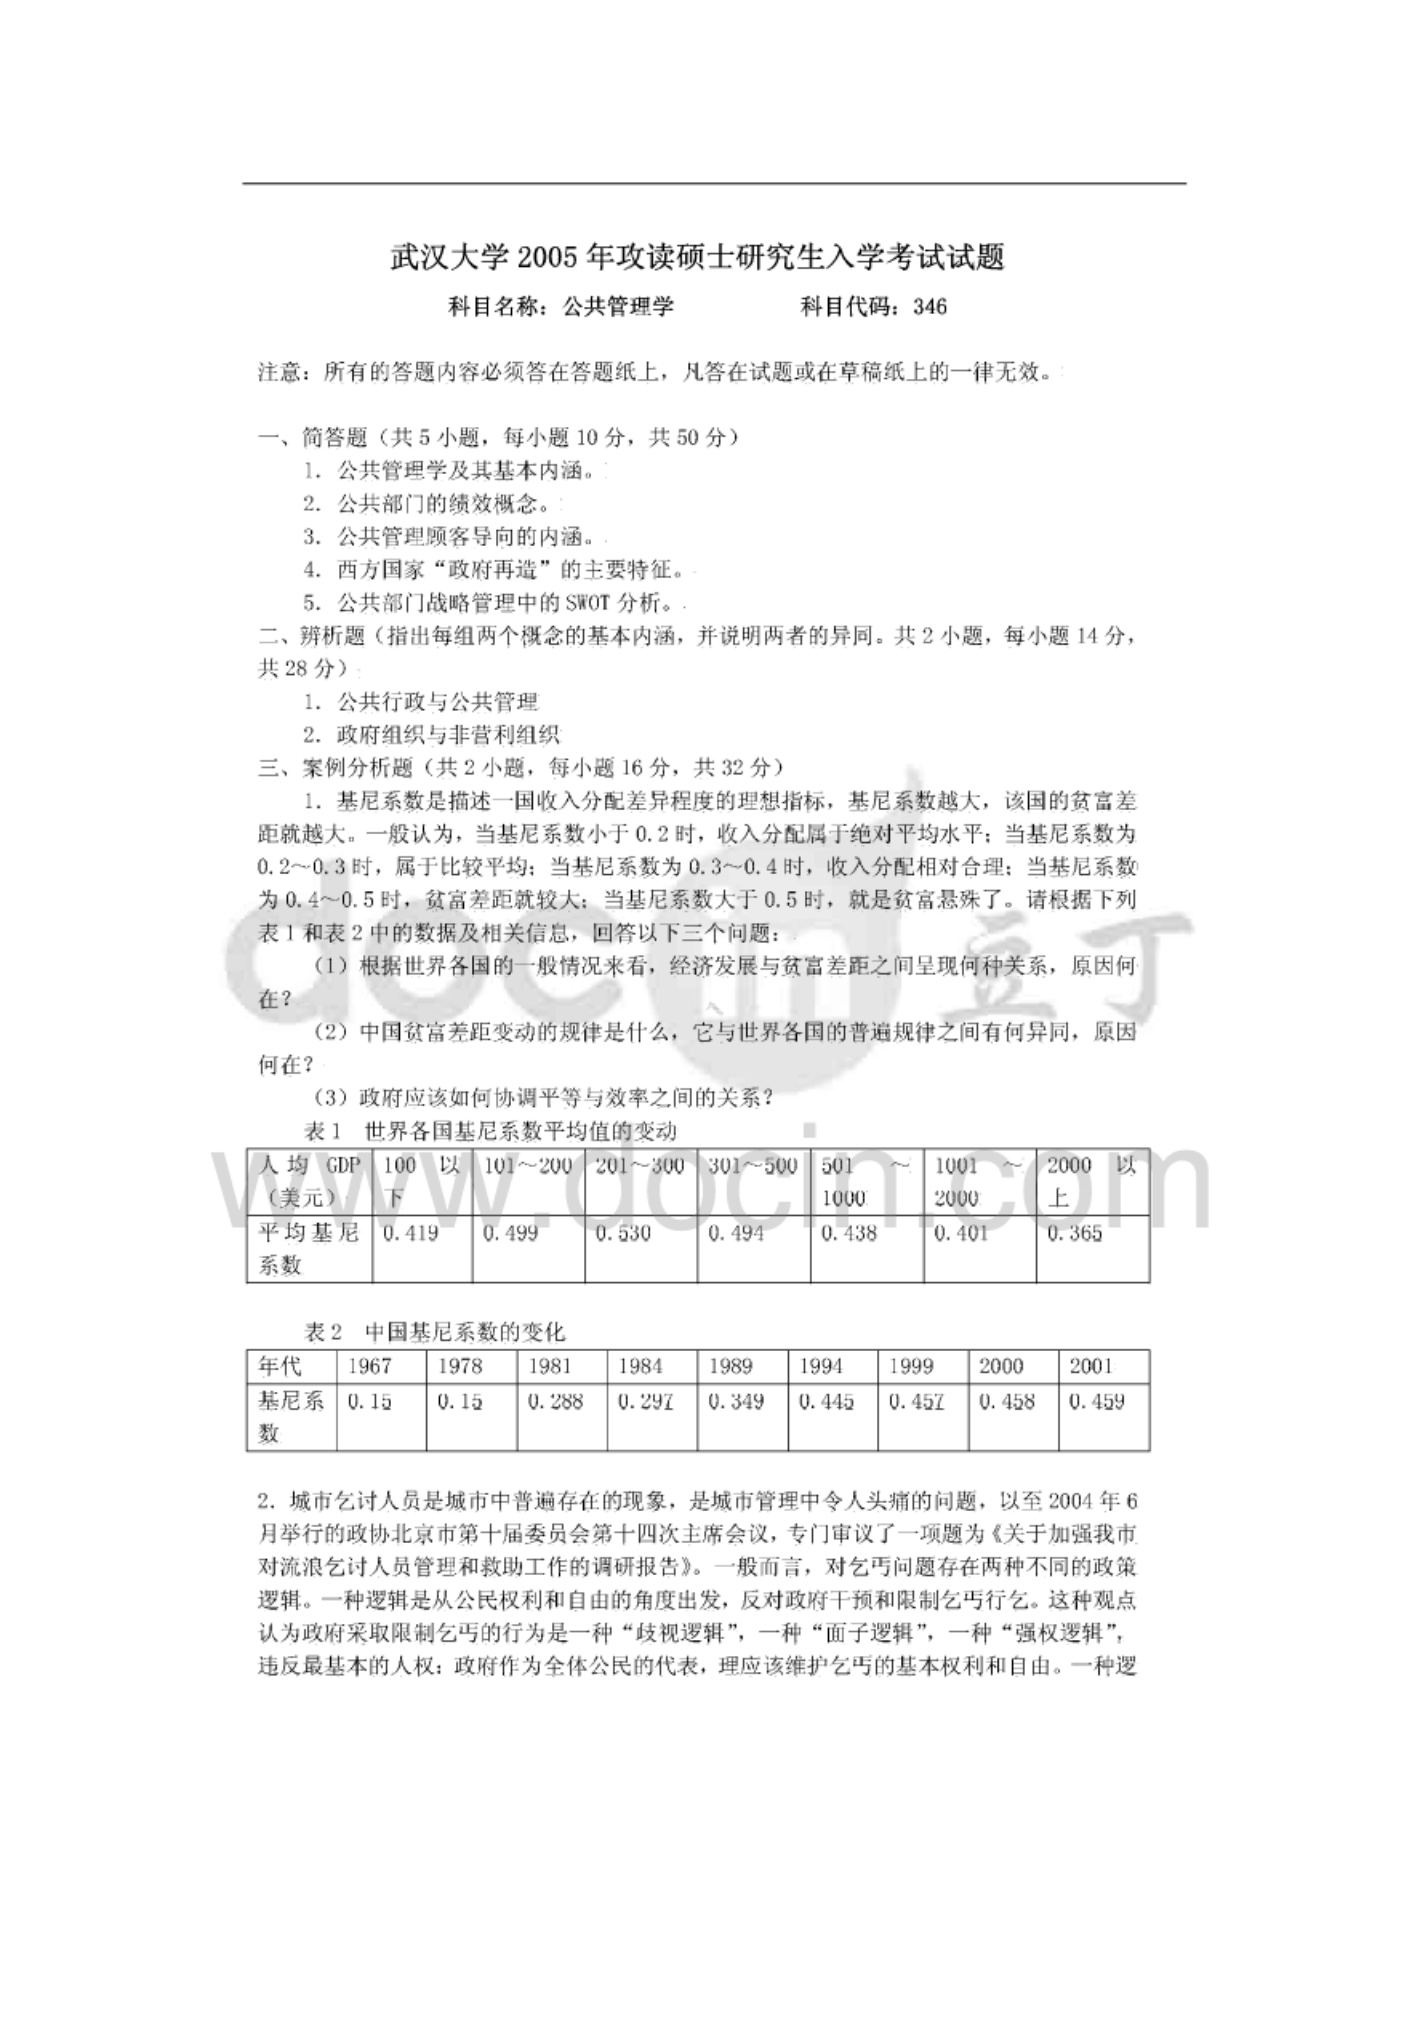 武汉大学 2005 年攻读硕士研究生入学考试试题
科目名称：公共管理学 科目代码：346
注意：所有的答题内容必须答在答题纸上，凡答在试题或在草稿纸上的一律无效。
一、简答题（共 5 小题，每小题 10 分，共 50 分）
1．公共管理学及其基本内涵。
2．公共部门的绩效概念。
3．公共管理顾客导向的内涵。
4．西方国家“政府再造”的主要特征。
5．公共部门战略管理中的 SWOT 分析。
二、辨析题（指出每组两个概念的基本内涵，并说明两者的异同。共 2 小题，每小题 14 分，
共 28 分）
1．公共行政与公共管理
2．政府组织与非营利组织
三、案例分析题（共 2 小题，每小题 16 分，共 32 分）
1．基尼系数是描述一国收入分配差异程度的理想指标，基尼系数越大，该国的贫富差
距就越大。一般认为，当基尼系数小于 0.2 时，收入分配属于绝对平均水平；当基尼系数为
0.2～0.3 时，属于比较平均；当基尼系数为 0.3～0.4 时，收入分配相对合理；当基尼系数
为 0.4～0.5 时，贫富差距就较大；当基尼系数大于 0.5 时，就是贫富悬殊了。请根据下列
表 1 和表 2 中的数据及相关信息，回答以下三个问题：
（1）根据世界各国的一般情况来看，经济发展与贫富差距之间呈现何种关系，原因何
在？
（2）中国贫富差距变动的规律是什么，它与世界各国的普遍规律之间有何异同，原因
何在？
（3）政府应该如何协调平等与效率之间的关系？
表 1 世界各国基尼系数平均值的变动
人均 GDP 100 以 101～200 201～300 301～500 501 ～ 1001 ～ 2000 以
（美元） 下 1000 2000 上
平均基尼 0.419 0.499 0.530 0.494 0.438 0.401 0.365
系数
表 2 中国基尼系数的变化
年代 1967 1978 1981 1984 1989 1994 1999 2000 2001
基尼系 0.15 0.15 0.288 0.297 0.349 0.445 0.457 0.458 0.459
数
2．城市乞讨人员是城市中普遍存在的现象，是城市管理中令人头痛的问题，以至 2004 年 6
月举行的政协北京市第十届委员会第十四次主席会议，专门审议了一项题为《关于加强我市
对流浪乞讨人员管理和救助工作的调研报告》。一般而言，对乞丐问题存在两种不同的政策
逻辑。一种逻辑是从公民权利和自由的角度出发，反对政府干预和限制乞丐行乞。这种观点
认为政府采取限制乞丐的行为是一种“歧视逻辑”，一种“面子逻辑”，一种“强权逻辑”，
违反最基本的人权；政府作为全体公民的代表，理应该维护乞丐的基本权利和自由。一种逻
docin 豆丁
www.docin.com